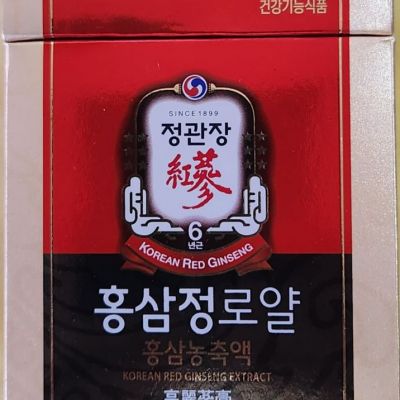 건강기능식품
SINCE 1899
정관장
紅蔘
6
년근
KOREAN RED GINSENG
홍삼정로얄
홍삼농축액
KOREAN RED GINSENG EXTRACT
高麗蔘膏